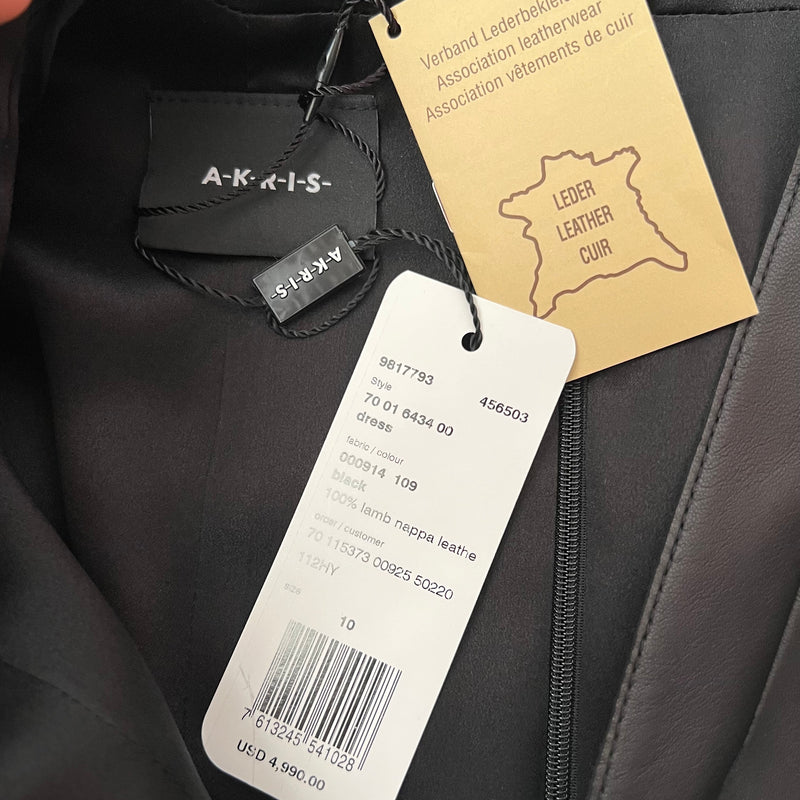 Verband Lederbekleid
Association leatherwear
Association vêtements de cuir
LEDER
LEATHER
CUIR
A-K-R-I-S-
A-K-R-I-S-
9817793
456503
Style
70 01 6434 00
dress
fabric / colour
000914 109
black
100% lamb nappa leathe
order / customer
70 115373 00925 50220
112HY
size
10
7 613245 541028
USD 4,990.00